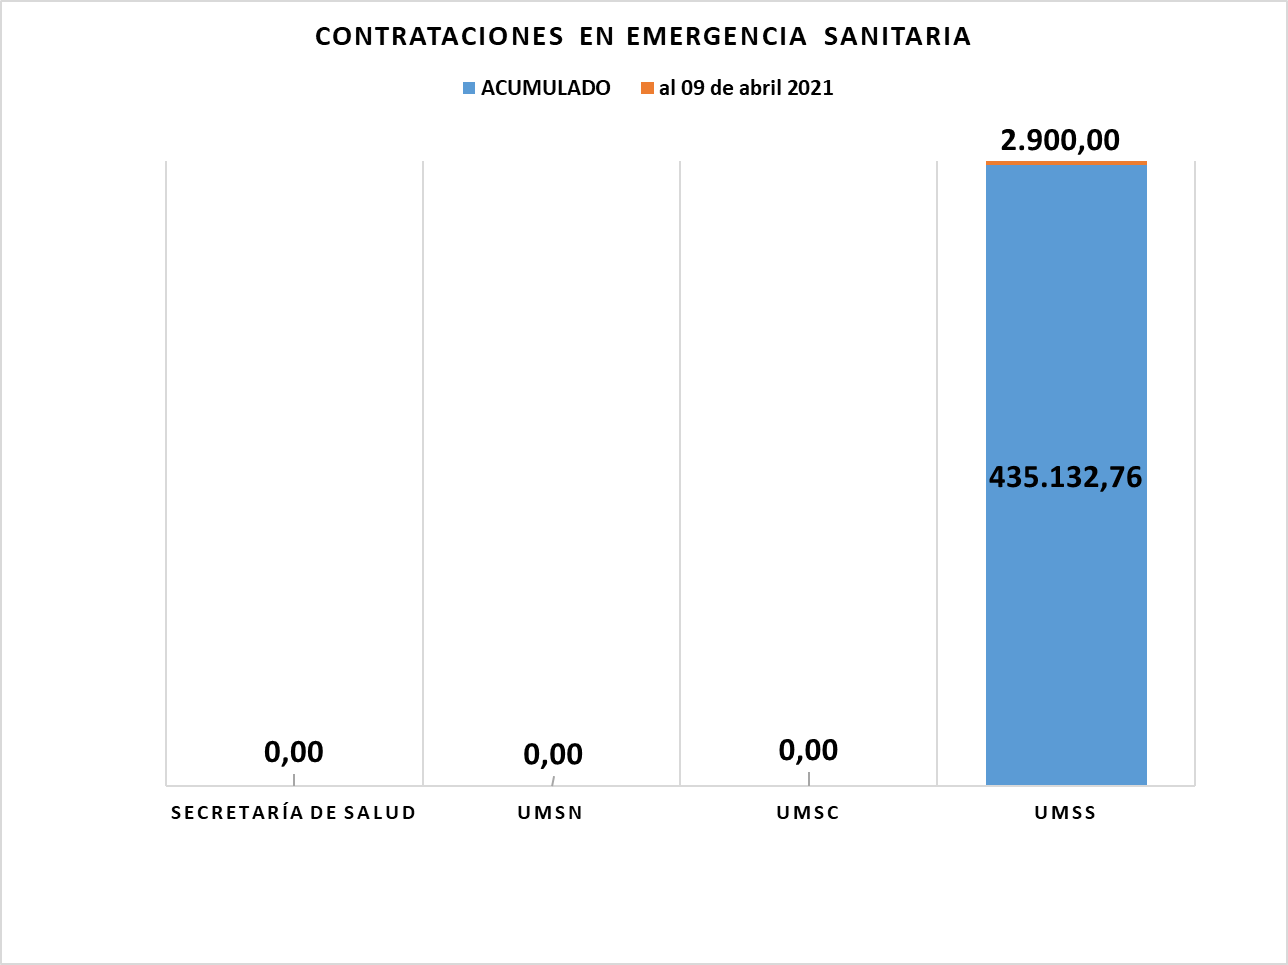 CONTRATACIONES EN EMERGENCIA SANITARIA
ACUMULADO al 09 de abril 2021
2.900,00
435.132,76
0,00 0,00 0,00
SECRETARÍA DE SALUD UMSN UMSC UMSS